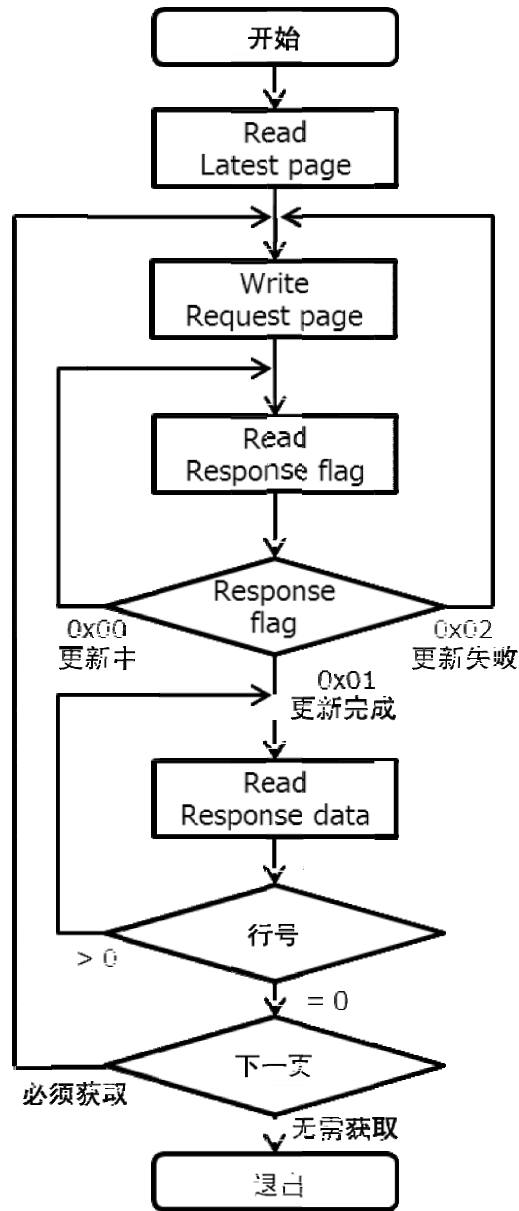 开始
Read
Latest page
Write
Request page
Read
Response flag
Response
flag
0x00
更新中
0x02
更新失败
0x01
更新完成
Read
Response data
行号
> 0
= 0
下一页
必须获取
无需获取
退出